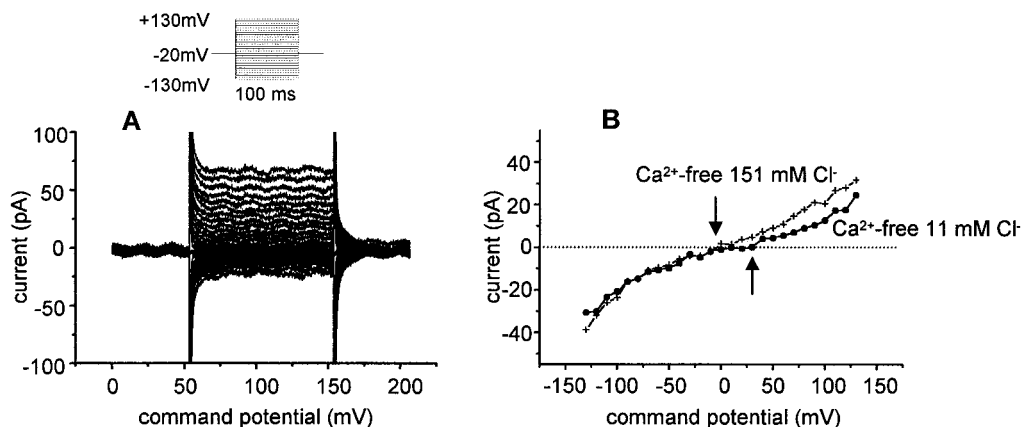 +130mV
-20mV
-130mV
100 ms
A
100
50
0
-50
-100
current (pA)
0
50
100
150
200
command potential (mV)
B
40
20
0
-20
-40
current (pA)
Ca²⁺-free 151 mM Cl⁻
Ca²⁺-free 11 mM Cl⁻
-150
-100
-50
0
50
100
150
command potential (mV)